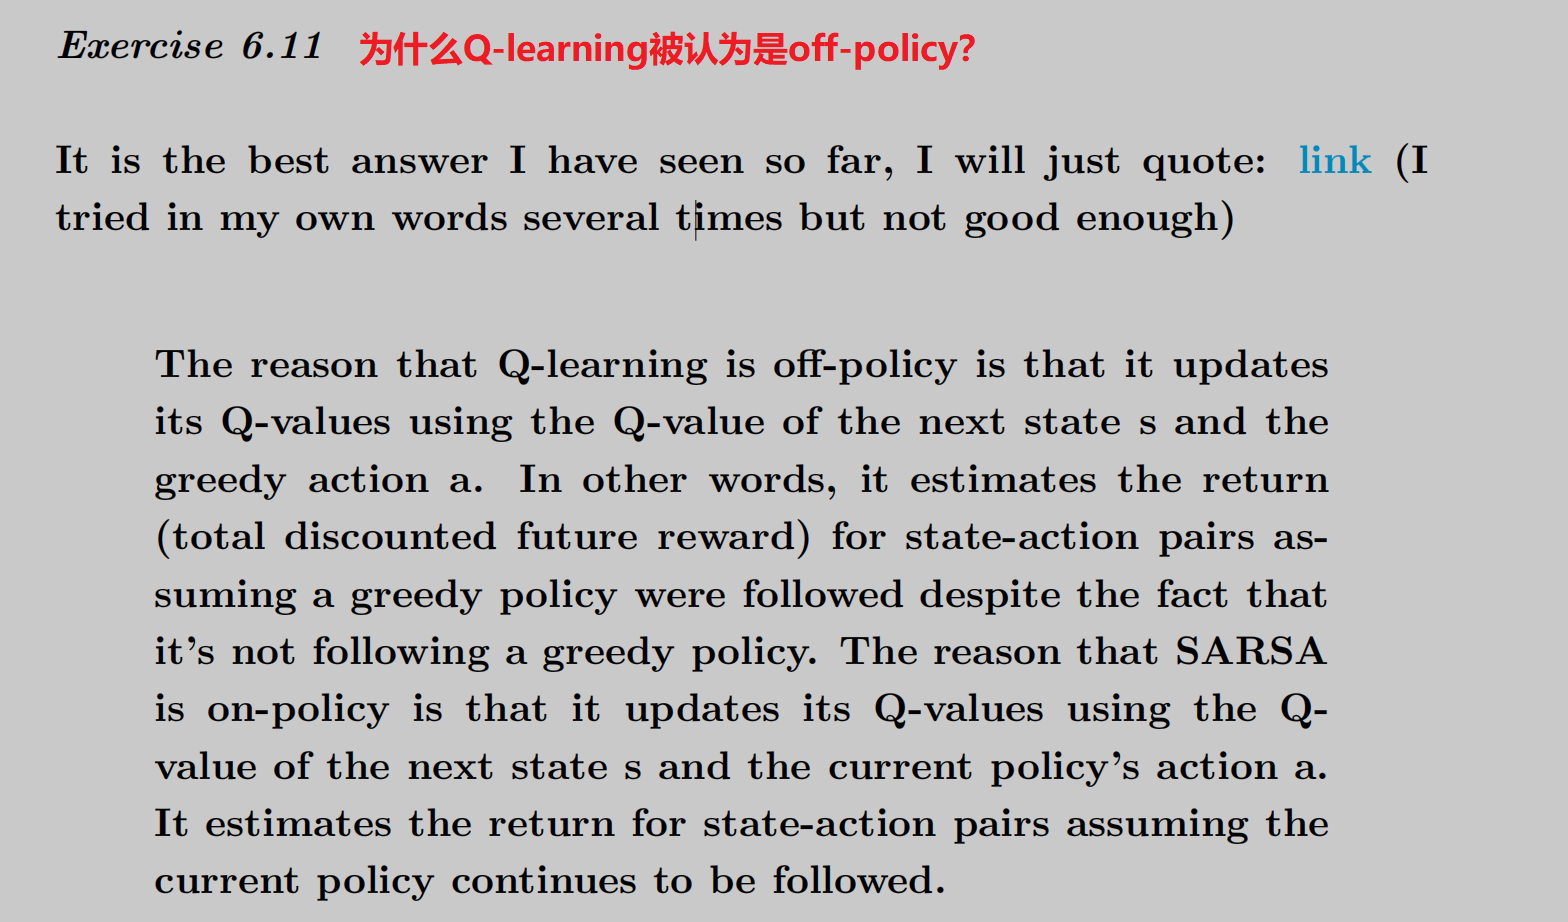 Exercise 6.11 为什么Q-learning被认为是off-policy?
It is the best answer I have seen so far, I will just quote: link (I
tried in my own words several times but not good enough)
The reason that Q-learning is off-policy is that it updates
its Q-values using the Q-value of the next state s and the
greedy action a. In other words, it estimates the return
(total discounted future reward) for state-action pairs as-
suming a greedy policy were followed despite the fact that
it's not following a greedy policy. The reason that SARSA
is on-policy is that it updates its Q-values using the Q-
value of the next state s and the current policy's action a.
It estimates the return for state-action pairs assuming the
current policy continues to be followed.